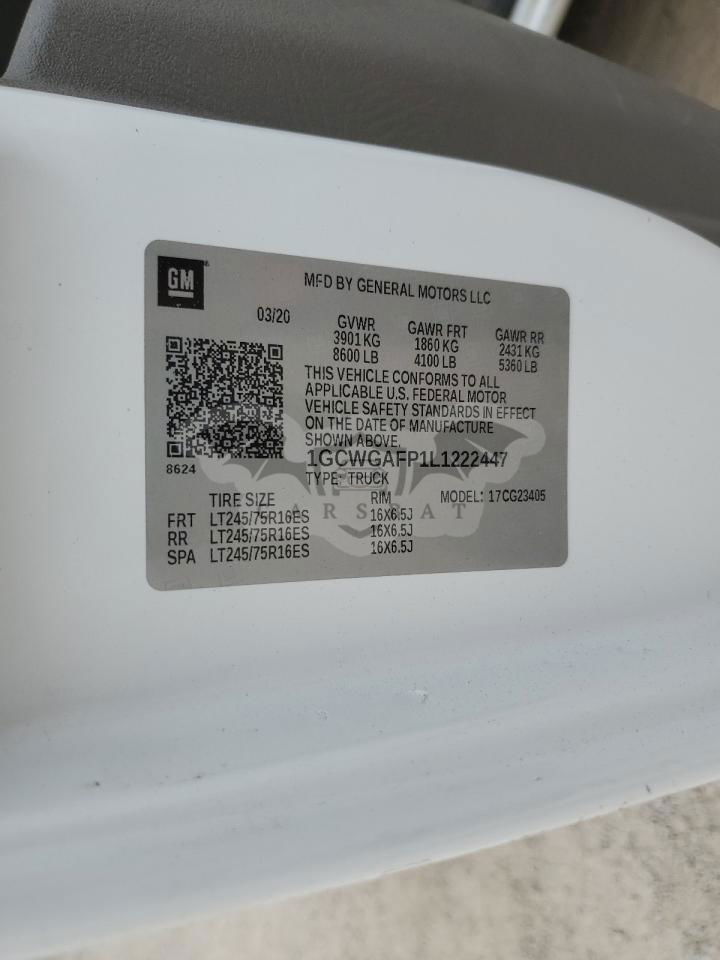 GM
MFD BY GENERAL MOTORS LLC
03/20
GVWR GAWR FRT GAWR RR
3901 KG 1860 KG 2431 KG
8600 LB 4100 LB 5360 LB
THIS VEHICLE CONFORMS TO ALL
APPLICABLE U.S. FEDERAL MOTOR
VEHICLE SAFETY STANDARDS IN EFFECT
ON THE DATE OF MANUFACTURE
SHOWN ABOVE.
1GCWGAFP1L1222447
8624
TYPE: TRUCK
TIRE SIZE RIM MODEL: 17CG23405
FRT LT245/75R16ES 16X6.5J
RR LT245/75R16ES 16X6.5J
SPA LT245/75R16ES 16X6.5J
CARSBAT